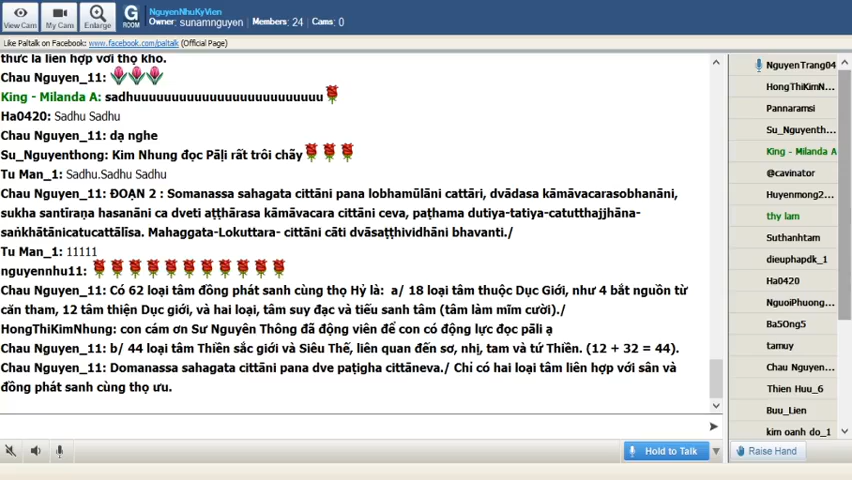 NguyenNhuKyVien
Owner: sunamnguyen Members: 24 Cams: 0
View Cam My Cam Enlarge G ROOM
Like Paltalk on Facebook: www.facebook.com/paltalk (Official Page)
thức là liên hợp với thọ khổ.
Chau Nguyen_11:
King - Milanda A: sadhuuuuuuuuuuuuuuuuuuuuuuuuu
Ha0420: Sadhu Sadhu
Chau Nguyen_11: dạ nghe
Su_Nguyenthong: Kim Nhung đọc Pāḷi rất trôi chãy
Tu Man_1: Sadhu.Sadhu Sadhu
Chau Nguyen_11: ĐOẠN 2 : Somanassa sahagata cittāni pana lobhamūlāni cattāri, dvādasa kāmāvacarasobhanāni,
sukha santīraṇa hasanāni ca dveti aṭṭhārasa kāmāvacara cittāni ceva, paṭhama dutiya-tatiya-catutthajjhāna-
saṅkhātānicatucattālīsa. Mahaggata-Lokuttara- cittāni cāti dvāsaṭṭhividhāni bhavanti./
Tu Man_1: 11111
nguyennhu11:
Chau Nguyen_11: Có 62 loại tâm đồng phát sanh cùng thọ Hỷ là: a/ 18 loại tâm thuộc Dục Giới, như 4 bắt nguồn từ
căn tham, 12 tâm thiện Dục giới, và hai loại, tâm suy đạc và tiếu sanh tâm (tâm làm mĩm cười)./
HongThiKimNhung: con cám ơn Sư Nguyên Thông đã động viên để con có động lực đọc pāli ạ
Chau Nguyen_11: b/ 44 loại tâm Thiền sắc giới và Siêu Thế, liên quan đến sơ, nhị, tam và tứ Thiền. (12 + 32 = 44).
Chau Nguyen_11: Domanassa sahagata cittāni pana dve paṭigha cittāneva./ Chỉ có hai loại tâm liên hợp với sân và
đồng phát sanh cùng thọ ưu.
Hold to Talk
NguyenTrang04
HongThiKimN...
Pannaramsi
Su_Nguyenth...
King - Milanda A
@cavinator
Huyenmong2...
thy lam
Suthanhtam
dieuphapdk_1
Ha0420
NguoiPhuong...
Ba5Ong5
tamuy
Chau Nguyen...
Thien Huu_6
Buu_Lien
kim oanh do_1
Raise Hand